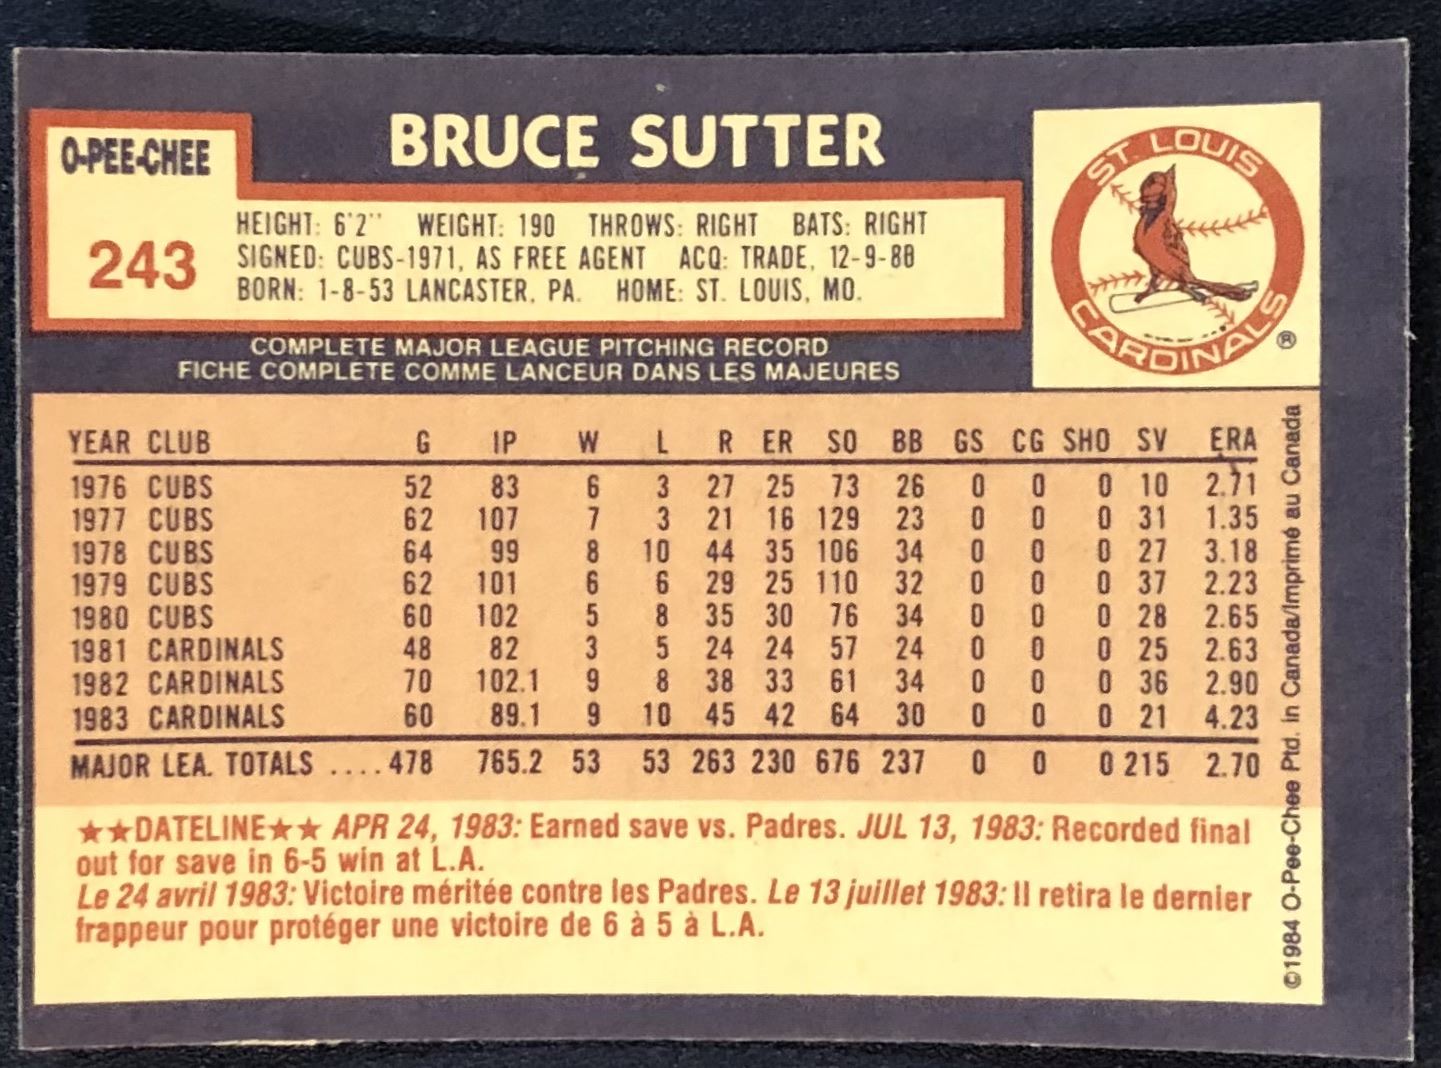 O-PEE-CHEE
243
BRUCE SUTTER
HEIGHT: 6'2" WEIGHT: 190 THROWS: RIGHT BATS: RIGHT
SIGNED: CUBS-1971, AS FREE AGENT ACQ: TRADE, 12-9-80
BORN: 1-8-53 LANCASTER, PA. HOME: ST. LOUIS, MO.
ST. LOUIS
CARDINALS
®
COMPLETE MAJOR LEAGUE PITCHING RECORD
FICHE COMPLETE COMME LANCEUR DANS LES MAJEURES
YEAR CLUB G IP W L R ER SO BB GS CG SHO SV ERA
1976 CUBS 52 83 6 3 27 25 73 26 0 0 0 10 2.71
1977 CUBS 62 107 7 3 21 16 129 23 0 0 0 31 1.35
1978 CUBS 64 99 8 10 44 35 106 34 0 0 0 27 3.18
1979 CUBS 62 101 6 6 29 25 110 32 0 0 0 37 2.23
1980 CUBS 60 102 5 8 35 30 76 34 0 0 0 28 2.65
1981 CARDINALS 48 82 3 5 24 24 57 24 0 0 0 25 2.63
1982 CARDINALS 70 102.1 9 8 38 33 61 34 0 0 0 36 2.90
1983 CARDINALS 60 89.1 9 10 45 42 64 30 0 0 0 21 4.23
MAJOR LEA. TOTALS ....478 765.2 53 53 263 230 676 237 0 0 0 215 2.70
★★DATELINE★★ APR 24, 1983: Earned save vs. Padres. JUL 13, 1983: Recorded final
out for save in 6-5 win at L.A.
Le 24 avril 1983: Victoire méritée contre les Padres. Le 13 juillet 1983: Il retira le dernier
frappeur pour protéger une victoire de 6 à 5 à L.A.
©1984 O-Pee-Chee Ptd. in Canada/Imprimé au Canada